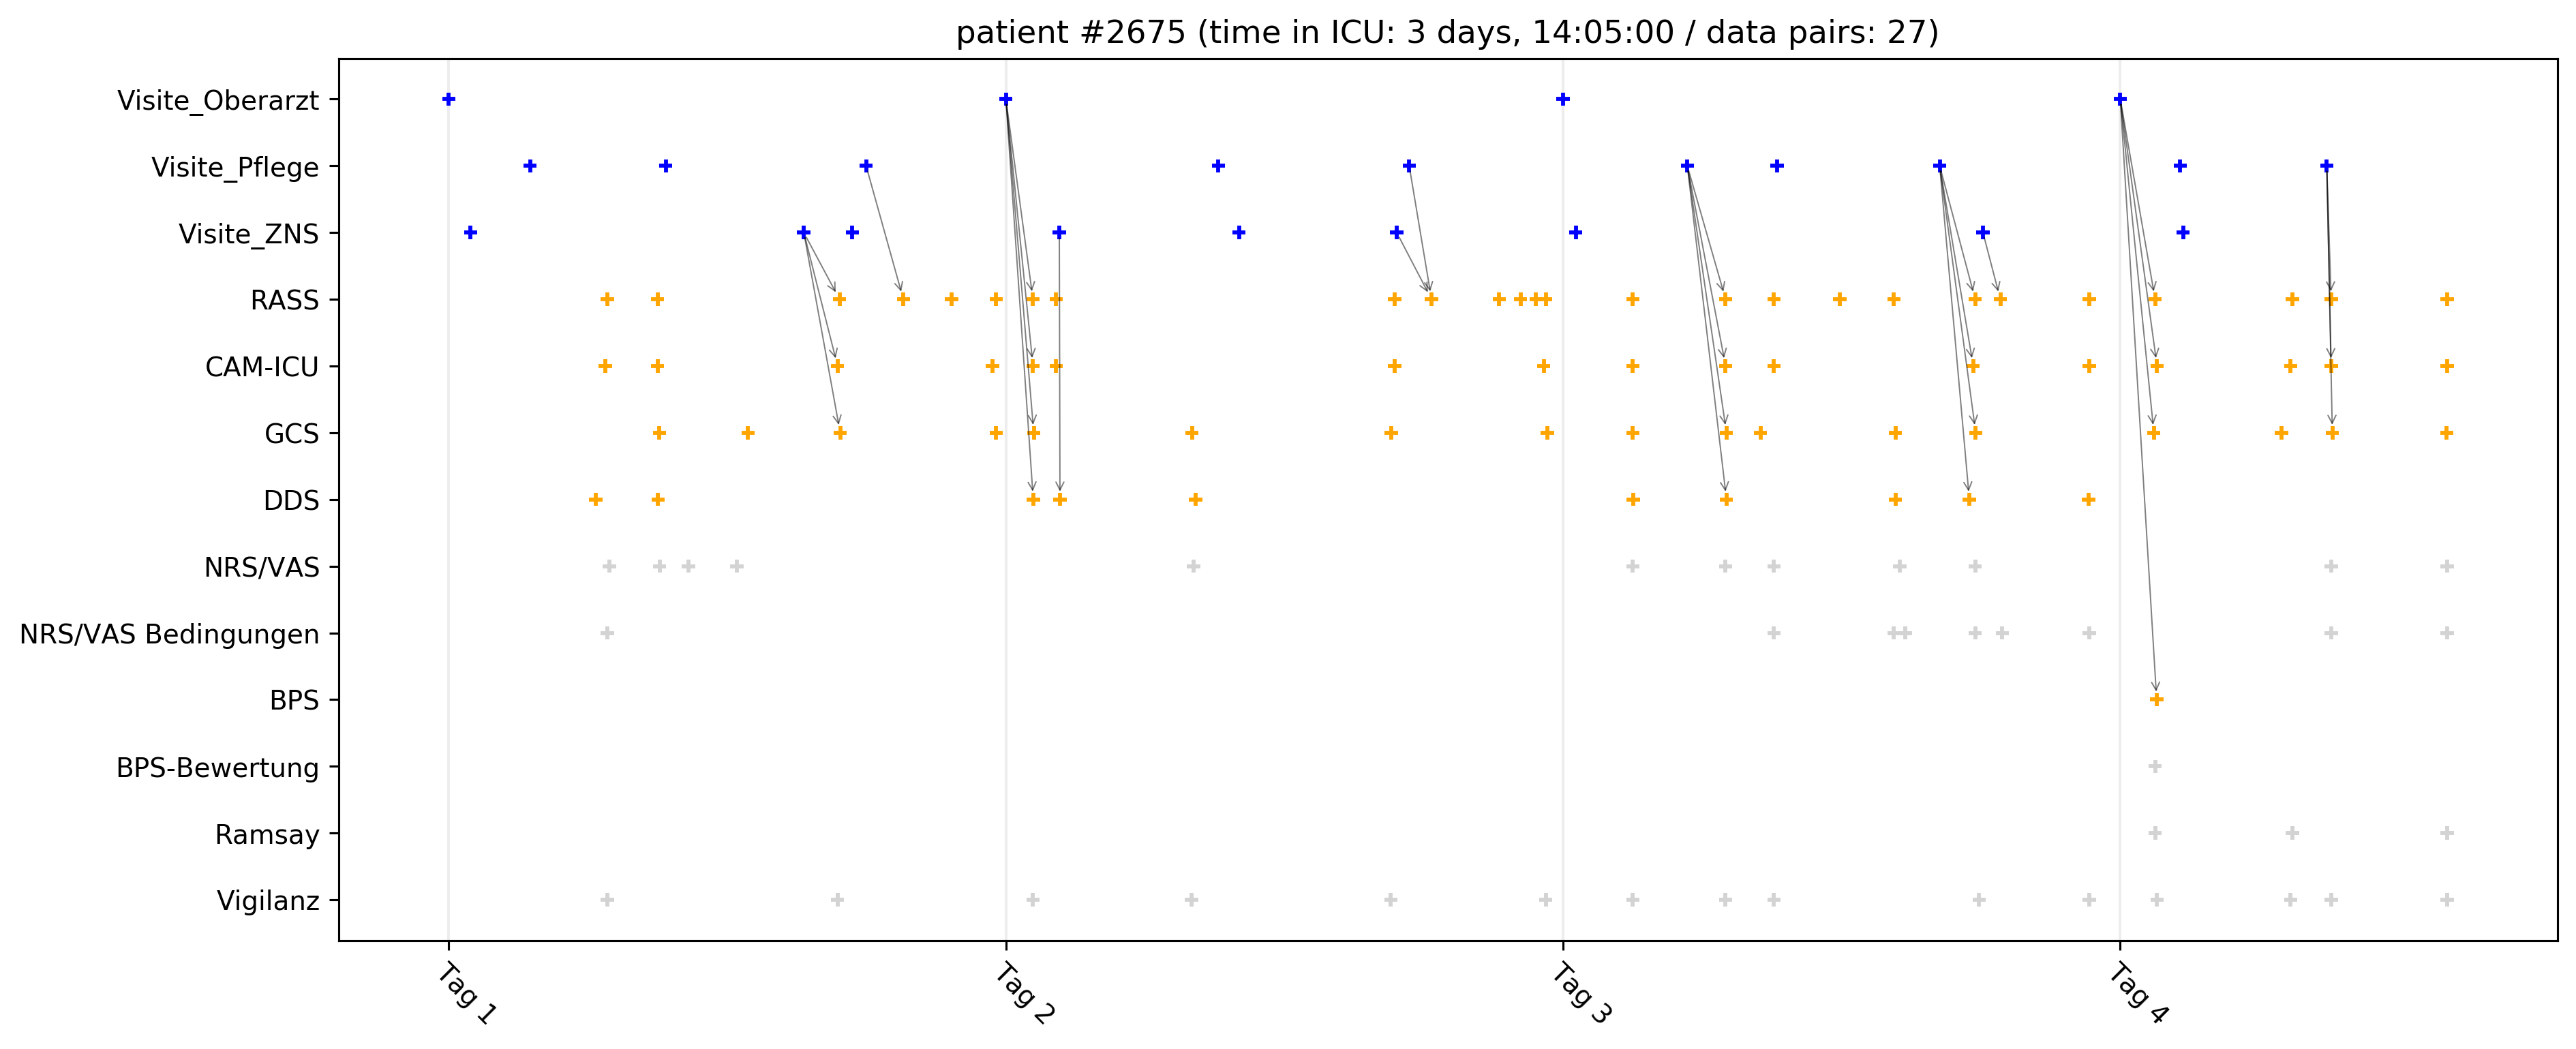 patient #2675 (time in ICU: 3 days, 14:05:00 / data pairs: 27)
Visite_Oberarzt
Visite_Pflege
Visite_ZNS
RASS
CAM-ICU
GCS
DDS
NRS/VAS
NRS/VAS Bedingungen
BPS
BPS-Bewertung
Ramsay
Vigilanz
Tag 1
Tag 2
Tag 3
Tag 4